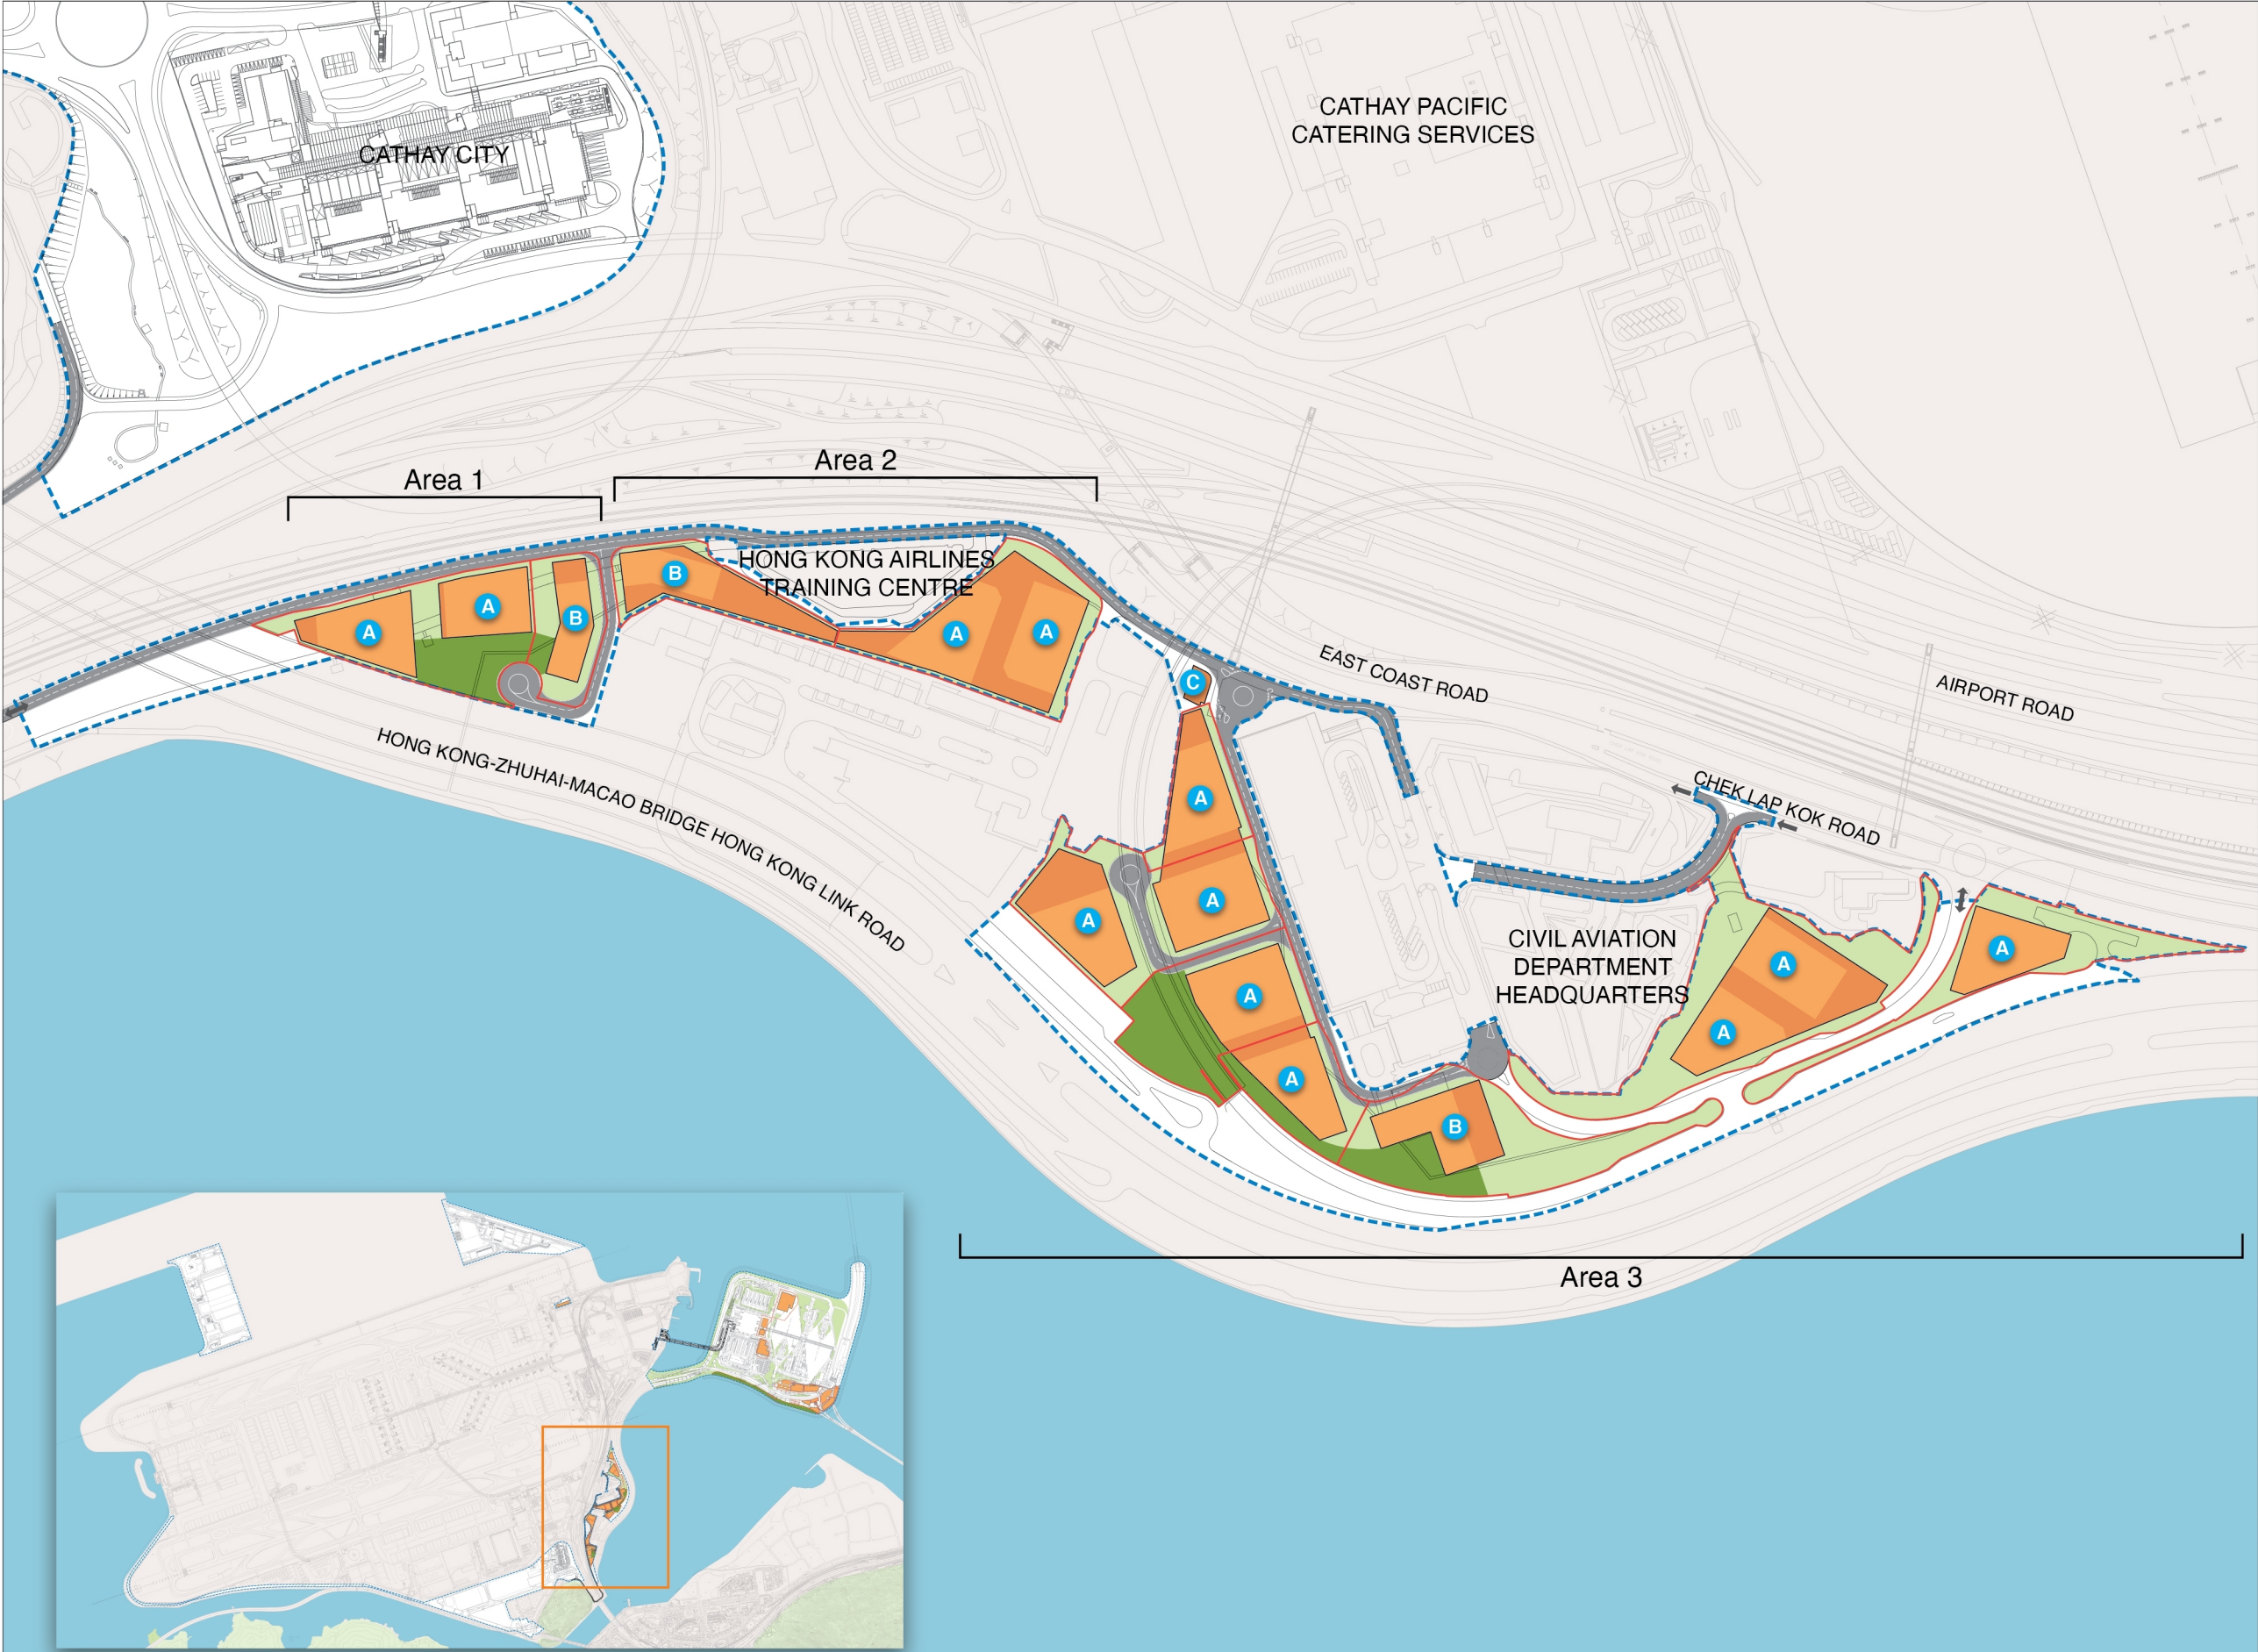 CATHAY PACIFIC
CATERING SERVICES
CATHAY CITY
Area 1
Area 2
HONG KONG AIRLINES
TRAINING CENTRE
A
A
B
B
A
A
C
EAST COAST ROAD
AIRPORT ROAD
HONG KONG-ZHUHAI-MACAO BRIDGE HONG KONG LINK ROAD
CHEK LAP KOK ROAD
A
A
A
A
A
B
CIVIL AVIATION
DEPARTMENT
HEADQUARTERS
A
A
A
Area 3